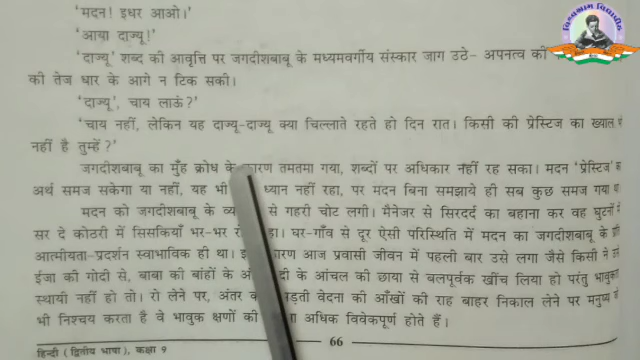 'मदन! इधर आओ।'
'आया दाज्यू!'
'दाज्यू' शब्द की आवृत्ति पर जगदीशबाबू के मध्यमवर्गीय संस्कार जाग उठे- अपनत्व की
की तेज धार के आगे न टिक सकी।
'दाज्यू', चाय लाऊं?'
'चाय नहीं, लेकिन यह दाज्यू-दाज्यू क्या चिल्लाते रहते हो दिन रात। किसी की प्रेस्टिज का ख्याल
नहीं है तुम्हें?'
जगदीशबाबू का मुँह क्रोध के कारण तमतमा गया, शब्दों पर अधिकार नहीं रह सका। मदन 'प्रेस्टिज'
अर्थ समज सकेगा या नहीं, यह भी ध्यान नहीं रहा, पर मदन बिना समझाये ही सब कुछ समज गया
मदन को जगदीशबाबू के से गहरी चोट लगी। मैनेजर से सिरदर्द का बहाना कर वह घुटनों
सर दे कोठरी में सिसकियाँ भर-भर घर-गाँव से दूर ऐसी परिस्थिति में मदन का जगदीशबाबू के
आत्मीयता-प्रदर्शन स्वाभाविक ही था। आज प्रवासी जीवन में पहली बार उसे लगा जैसे किसी ने
ईजा की गोदी से, बाबा की बांहों के के आंचल की छाया से बलपूर्वक खींच लिया हो परंतु
स्थायी नहीं हो तो। रो लेने पर, अंतर वेदना की आँखों की राह बाहर निकाल लेने पर मनुष्य
भी निश्चय करता है वे भावुक क्षणों की अधिक विवेकपूर्ण होते हैं।
हिन्दी (द्वितीय भाषा), कक्षा 9
66